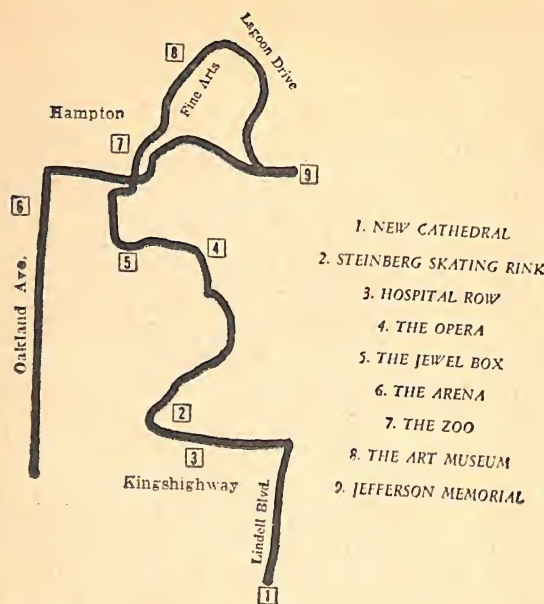 Lagoon Drive
8
Fine Arts
Hampton
7
9
6
Oakland Ave.
5
4
2
3
Kingshighway
Lindell Blvd.
1
1. NEW CATHEDRAL
2. STEINBERG SKATING RINK
3. HOSPITAL ROW
4. THE OPERA
5. THE JEWEL BOX
6. THE ARENA
7. THE ZOO
8. THE ART MUSEUM
9. JEFFERSON MEMORIAL